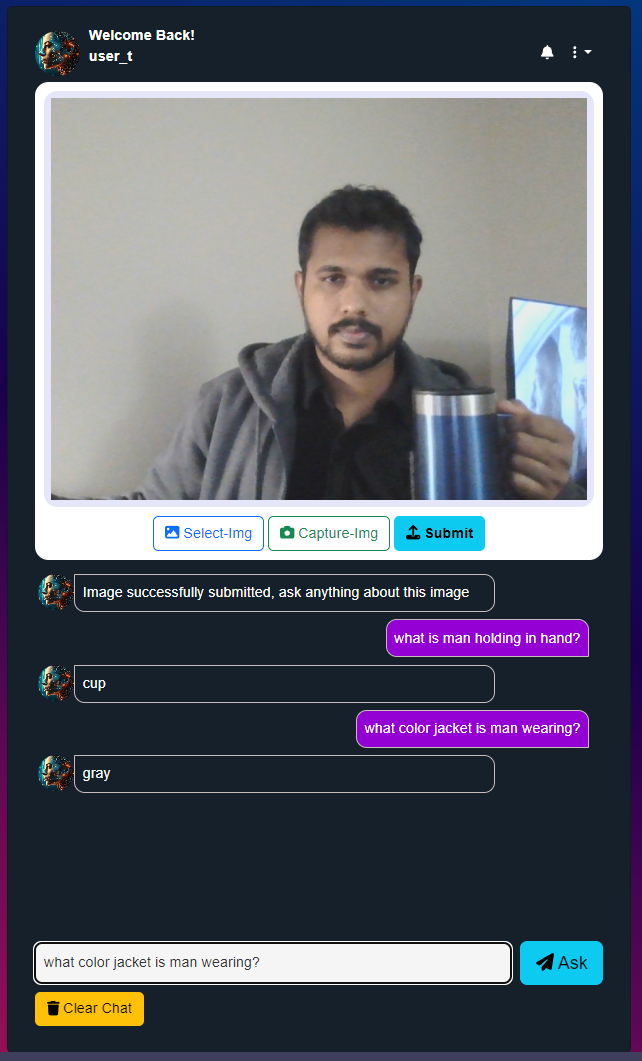 Welcome Back!
user_t
Select-Img
Capture-Img
Submit
Image successfully submitted, ask anything about this image
what is man holding in hand?
cup
what color jacket is man wearing?
gray
what color jacket is man wearing?
Ask
Clear Chat